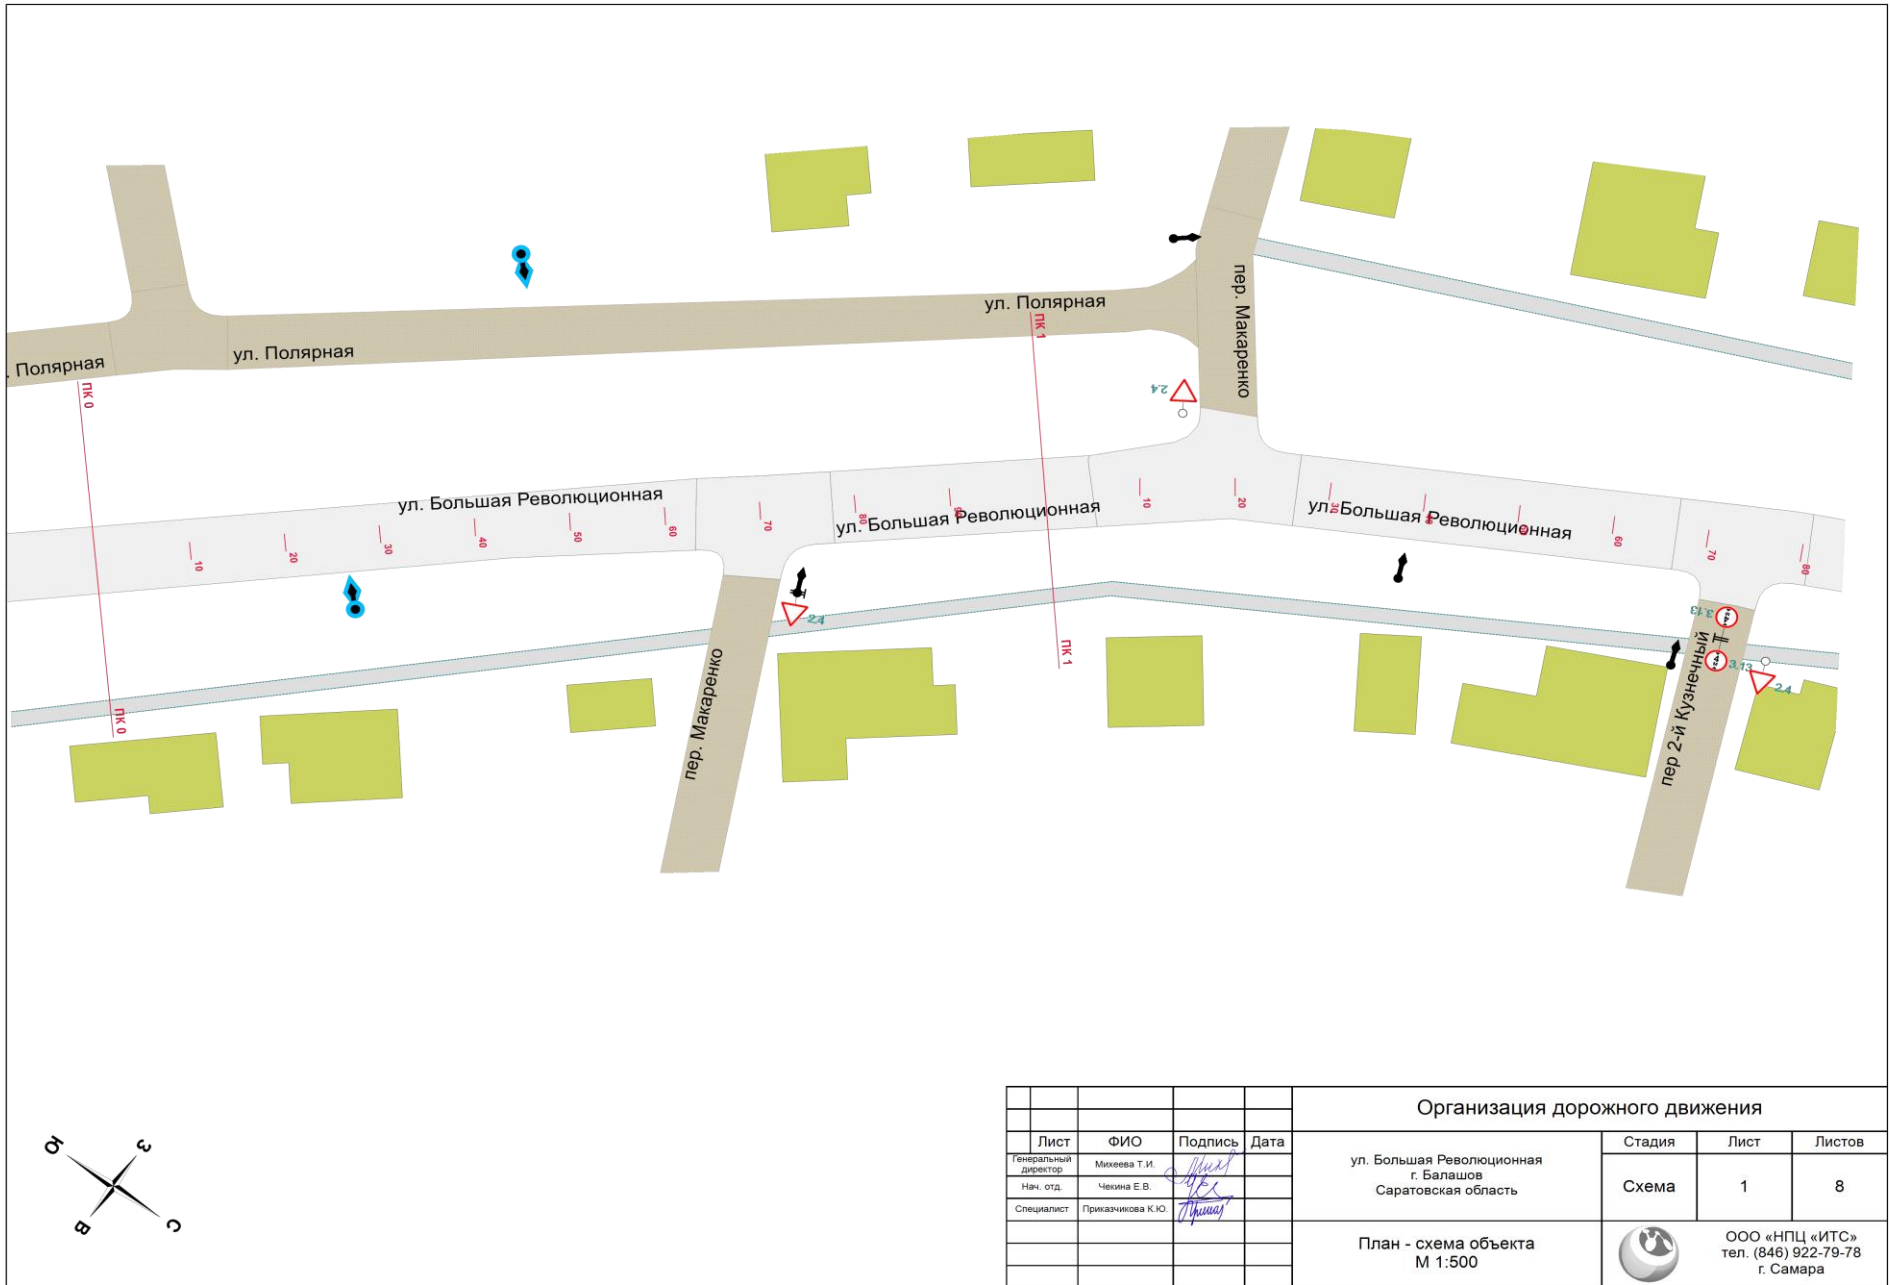 ул. Полярная
пер. Макаренко
ПК 1
. Полярная
ул. Полярная
ПК 0
2.4
ул. Большая Революционная
10
20
30
40
50
60
70
80
90
ул. Большая Революционная
10
20
30
ул. Большая Революционная
40
50
60
70
80
2.4
3.13
3.13
2.4
ПК 1
ПК 0
пер. Макаренко
пер 2-й Кузнечный
Ю
З
В
С
Организация дорожного движения
Лист ФИО Подпись Дата
Стадия Лист Листов
Генеральный директор Михеева Т.И.
Нач. отд. Чекина Е.В.
Специалист Приказчикова К.Ю.
ул. Большая Революционная
г. Балашов
Саратовская область
Схема 1 8
План - схема объекта
М 1:500
ООО «НПЦ «ИТС»
тел. (846) 922-79-78
г. Самара